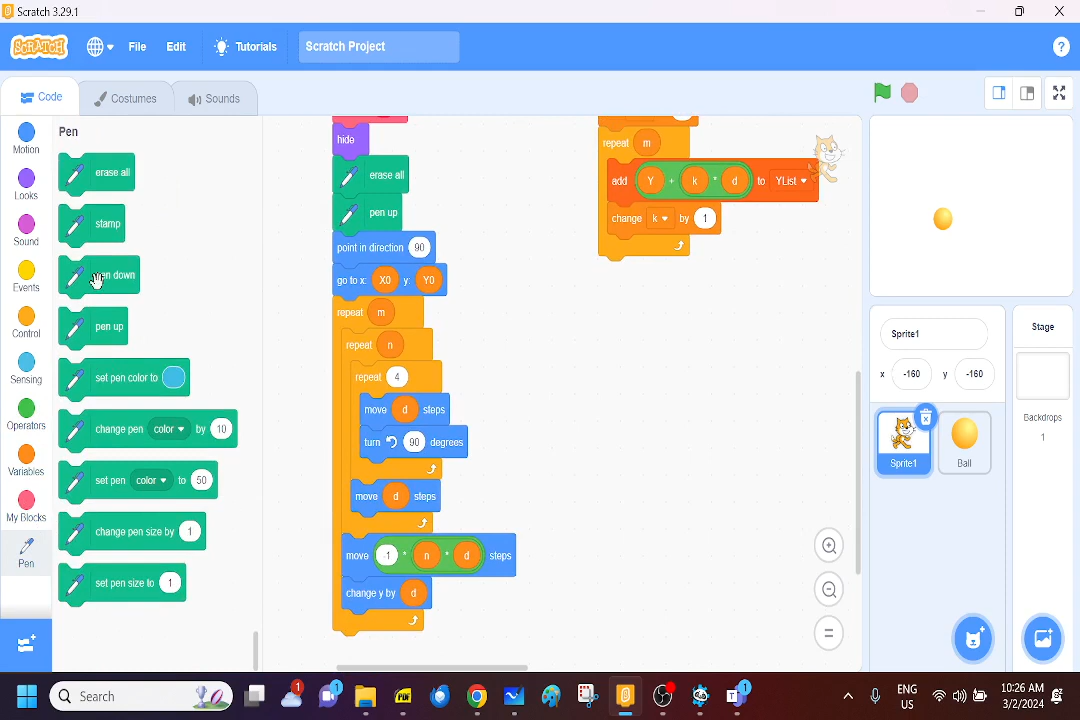 Scratch 3.29.1
SCRATCH
File
Edit
Tutorials
Scratch Project
?
Code
Costumes
Sounds
Motion
Looks
Sound
Events
Control
Sensing
Operators
Variables
My Blocks
Pen
Pen
erase all
stamp
pen up
set pen color to
change pen color by 10
set pen color to 50
change pen size by 1
set pen size to 1
hide
erase all
pen up
point in direction 90
go to x: X0 y: Y0
repeat m
repeat n
repeat 4
move d steps
turn 90 degrees
move d steps
move -1 * n * d steps
change y by d
repeat m
add Y + k * d to YList
change k by 1
Sprite1
x -160 y -160
Sprite1
Ball
Stage
Backdrops
1
Search
1
1
PDF
1
ENG
US
10:26 AM
3/2/2024